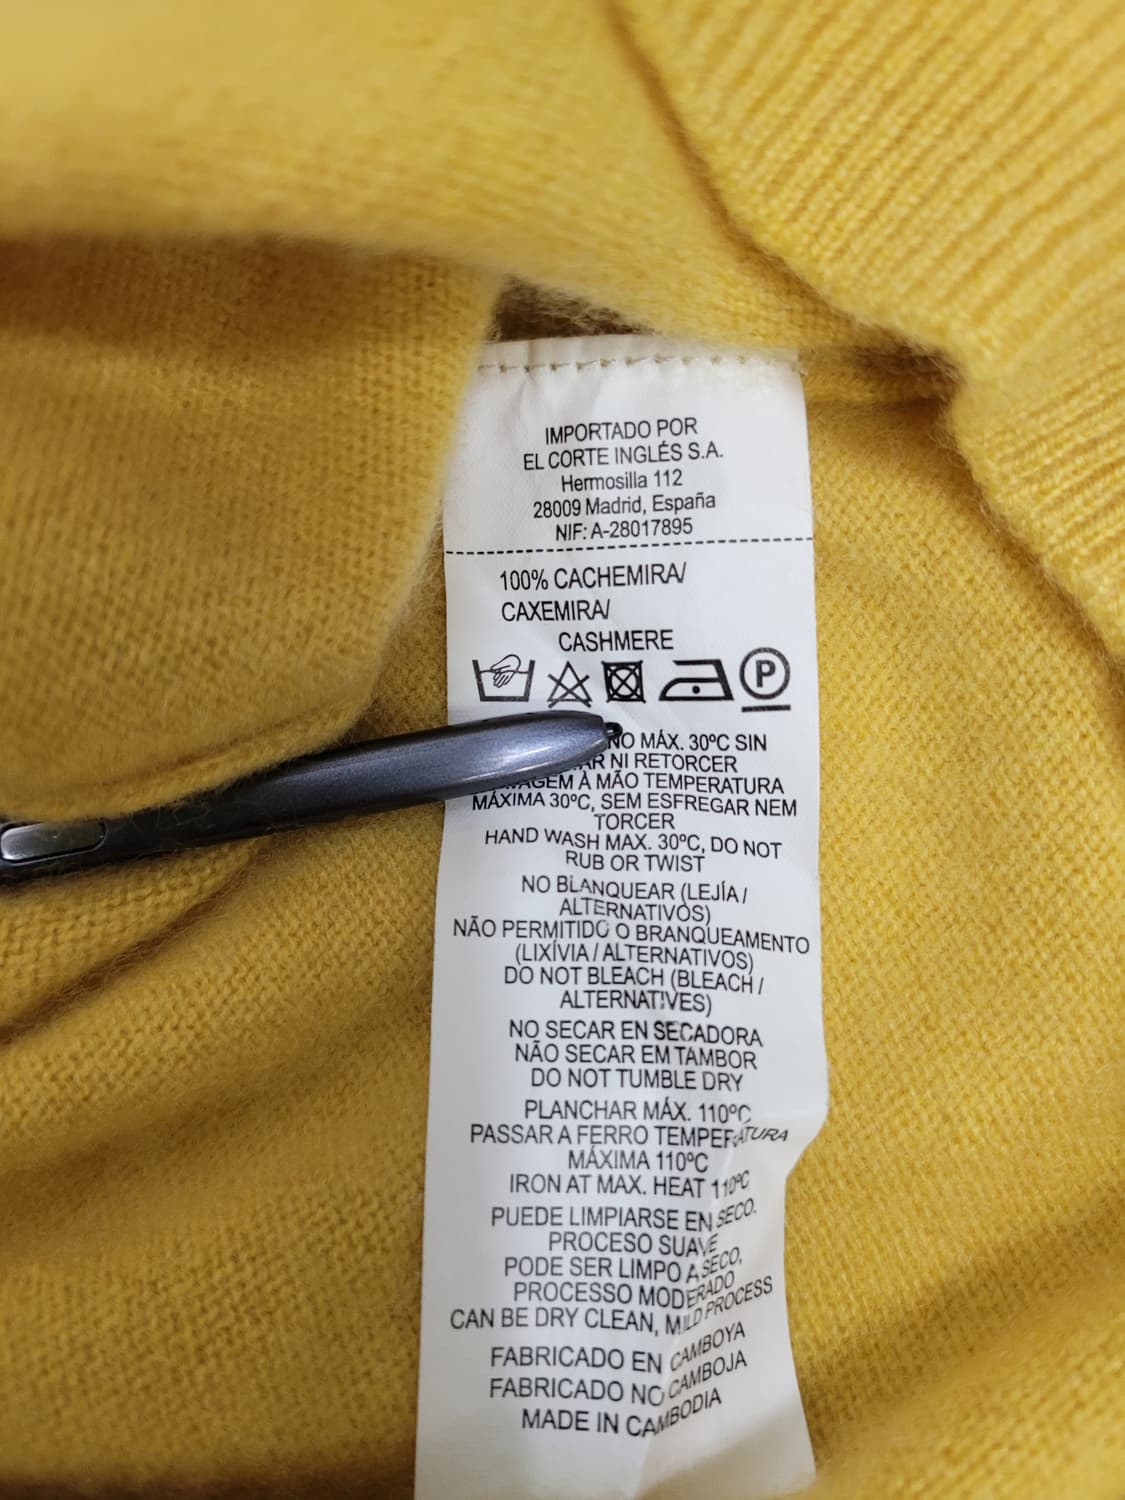 IMPORTADO POR
EL CORTE INGLÉS S.A.
Hermosilla 112
28009 Madrid, España
NIF: A-28017895
100% CACHEMIRA/
CAXEMIRA/
CASHMERE
P
MÁX. 30ºC SIN
NI RETORCER
À MÃO TEMPERATURA
MÁXIMA 30ºC, SEM ESFREGAR NEM
TORCER
HAND WASH MAX. 30ºC, DO NOT
RUB OR TWIST
NO BLANQUEAR (LEJÍA /
ALTERNATIVOS)
NÃO PERMITIDO O BRANQUEAMENTO
(LIXÍVIA / ALTERNATIVOS)
DO NOT BLEACH (BLEACH /
ALTERNATIVES)
NO SECAR EN SECADORA
NÃO SECAR EM TAMBOR
DO NOT TUMBLE DRY
PLANCHAR MÁX. 110ºC
PASSAR A FERRO TEMPERATURA
MÁXIMA 110ºC
IRON AT MAX. HEAT 110ºC
PUEDE LIMPIARSE EN SECO.
PROCESO SUAVE
PODE SER LIMPO A SECO,
PROCESSO MODERADO
CAN BE DRY CLEAN, MILD PROCESS
FABRICADO EN CAMBOYA
FABRICADO NO CAMBOJA
MADE IN CAMBODIA